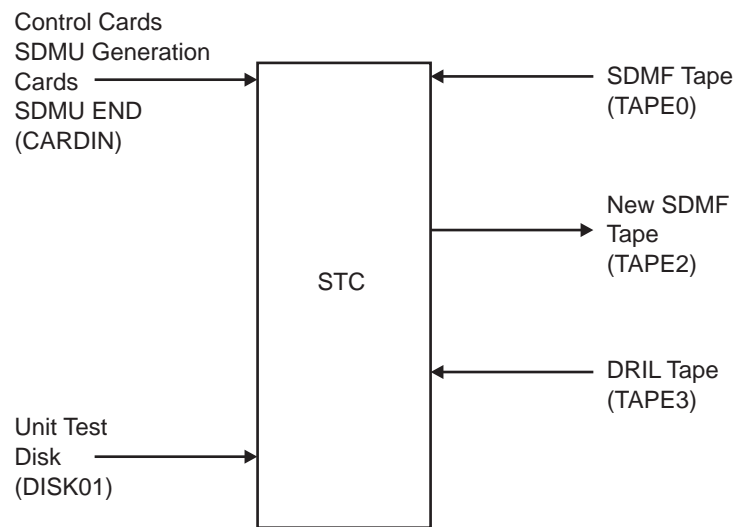 Control Cards
SDMU Generation
Cards
SDMU END
(CARDIN)
SDMF Tape
(TAPE0)
New SDMF
Tape
(TAPE2)
STC
DRIL Tape
(TAPE3)
Unit Test
Disk
(DISK01)